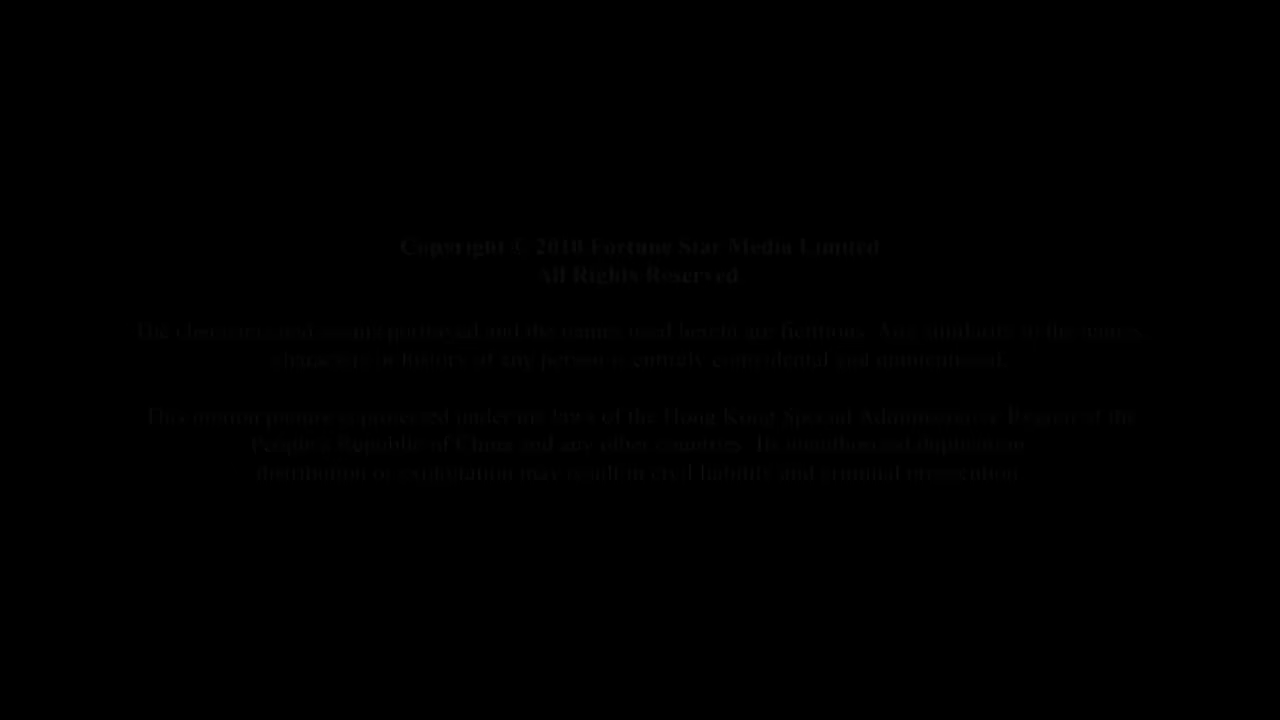 Copyright © 2010 Fortune Star Media Limited
All Rights Reserved
The characters and events portrayed and the names used herein are fictitious. Any similarity to the names,
character, or history of any person is entirely coincidental and unintentional.
This motion picture is protected under the laws of the Hong Kong Special Administrative Region of the
People's Republic of China and any other countries. Its unauthorized duplication,
distribution or exploitation may result in civil liability and criminal prosecution.